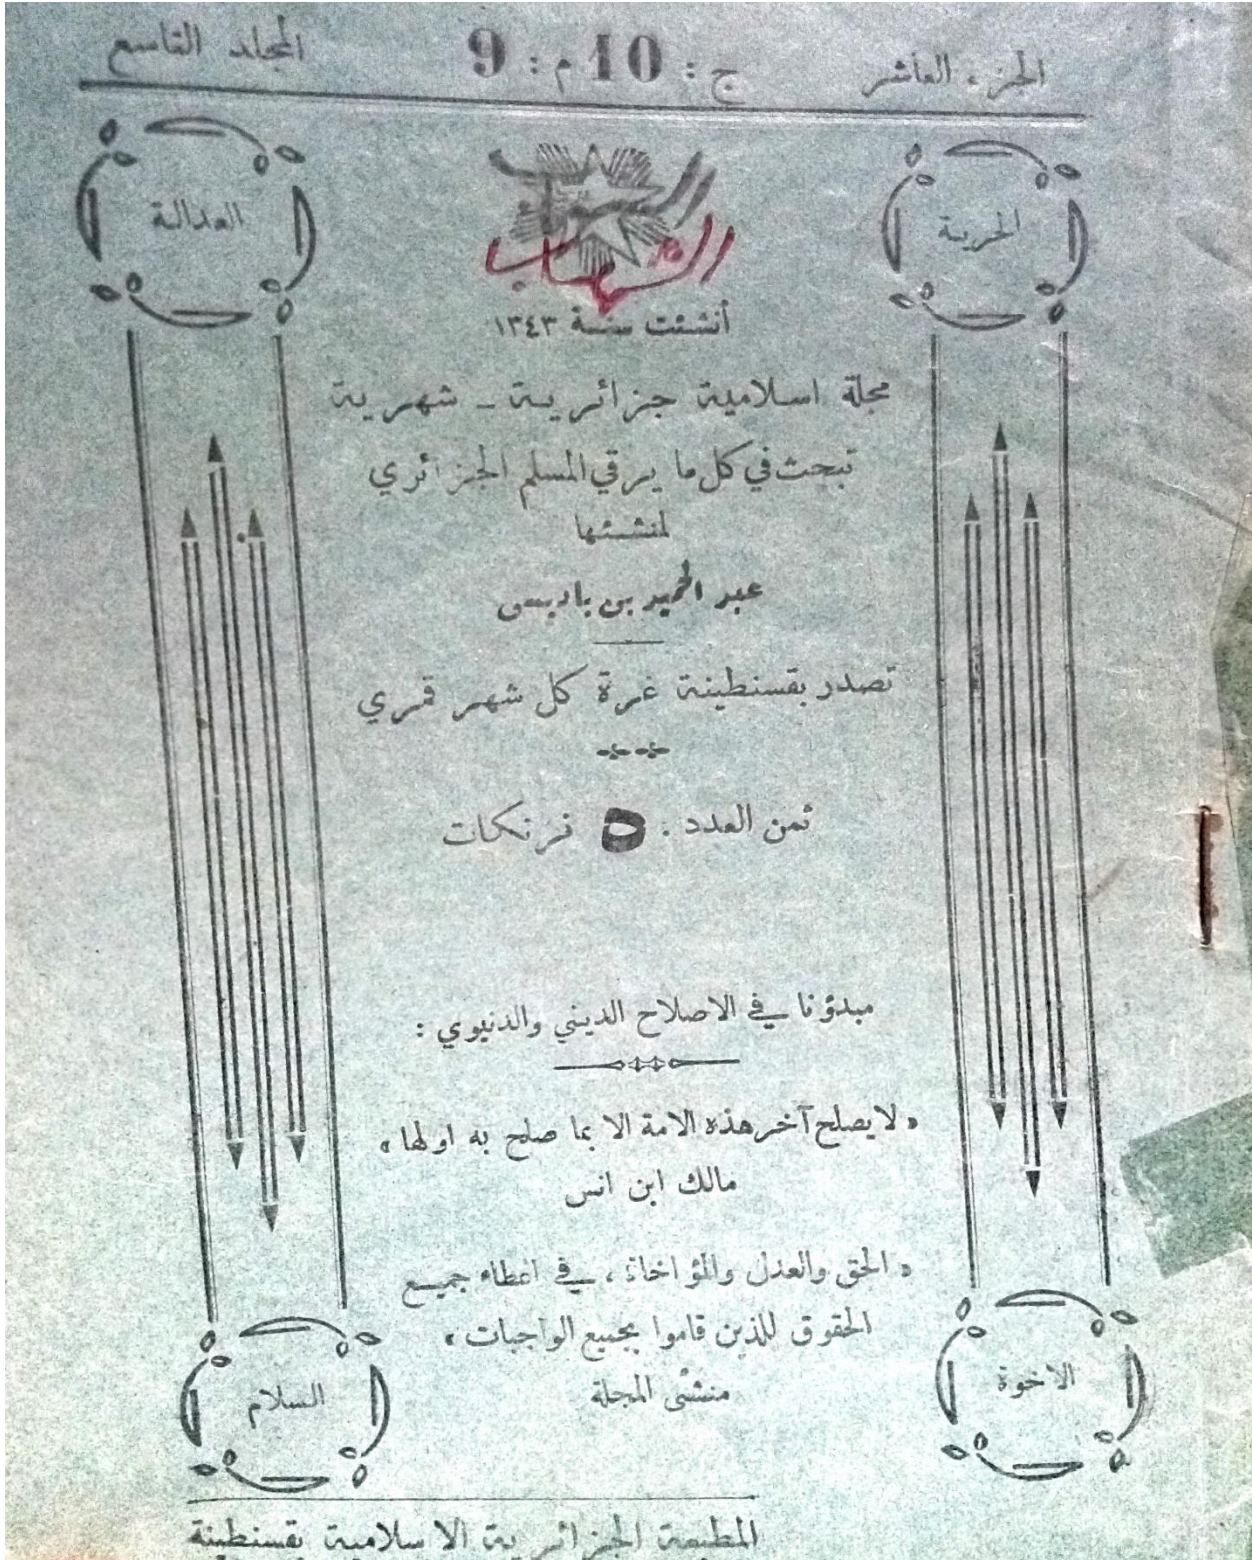 الجزء العاشر ج : 10 م : 9 المجلد التاسع
الحرية
العدالة
الشهاب
الشهاب
أنشئت سنة ١٣٤٣
مجلة اسلامية جزائرية - شهرية
تبحث في كل ما يرقي المسلم الجزائري
لمنشئها
عبد الحميد بن باديس
تصدر بقسنطينة غرة كل شهر قمري
ثمن العدد . ٥ فرنكات
مبدؤنا في الاصلاح الديني والدنيوي :
« لا يصلح آخر هذه الامة الا بما صلح به اولها »
مالك ابن انس
« الحق والعدل والمؤاخاة ، في اعطاء جميع
الحقوق للذين قاموا بجميع الواجبات »
منشئ المجلة
الاخوة
السلام
المطبعة الجزائرية الاسلامية بقسنطينة